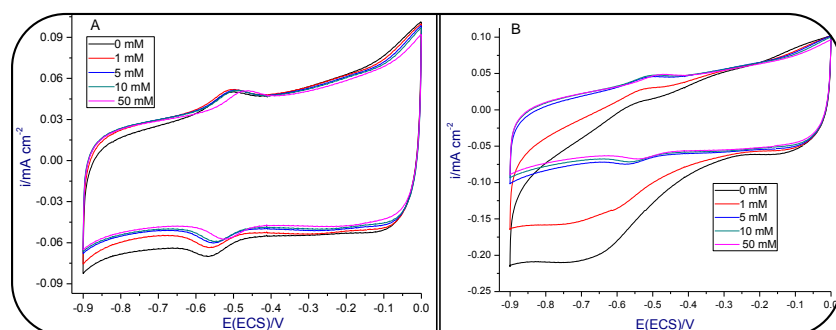 A
0.09
0.06
0.03
0.00
-0.03
-0.06
-0.09
i/mA cm-2
0 mM
1 mM
5 mM
10 mM
50 mM
-0.9 -0.8 -0.7 -0.6 -0.5 -0.4 -0.3 -0.2 -0.1 0.0
E(ECS)/V
B
0.10
0.05
0.00
-0.05
-0.10
-0.15
-0.20
-0.25
i/mA cm-2
0 mM
1 mM
5 mM
10 mM
50 mM
-0.9 -0.8 -0.7 -0.6 -0.5 -0.4 -0.3 -0.2 -0.1 0.0
E(ECS)/V